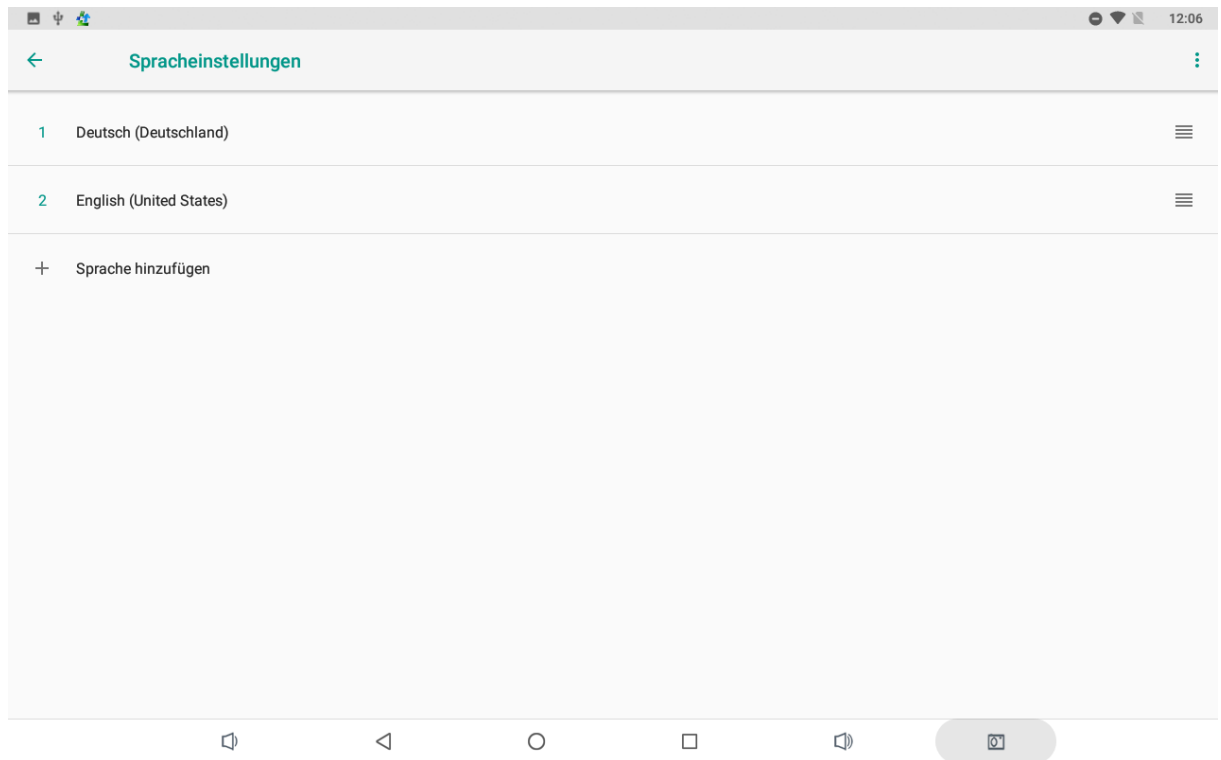 12:06
Spracheinstellungen
1 Deutsch (Deutschland)
2 English (United States)
Sprache hinzufügen